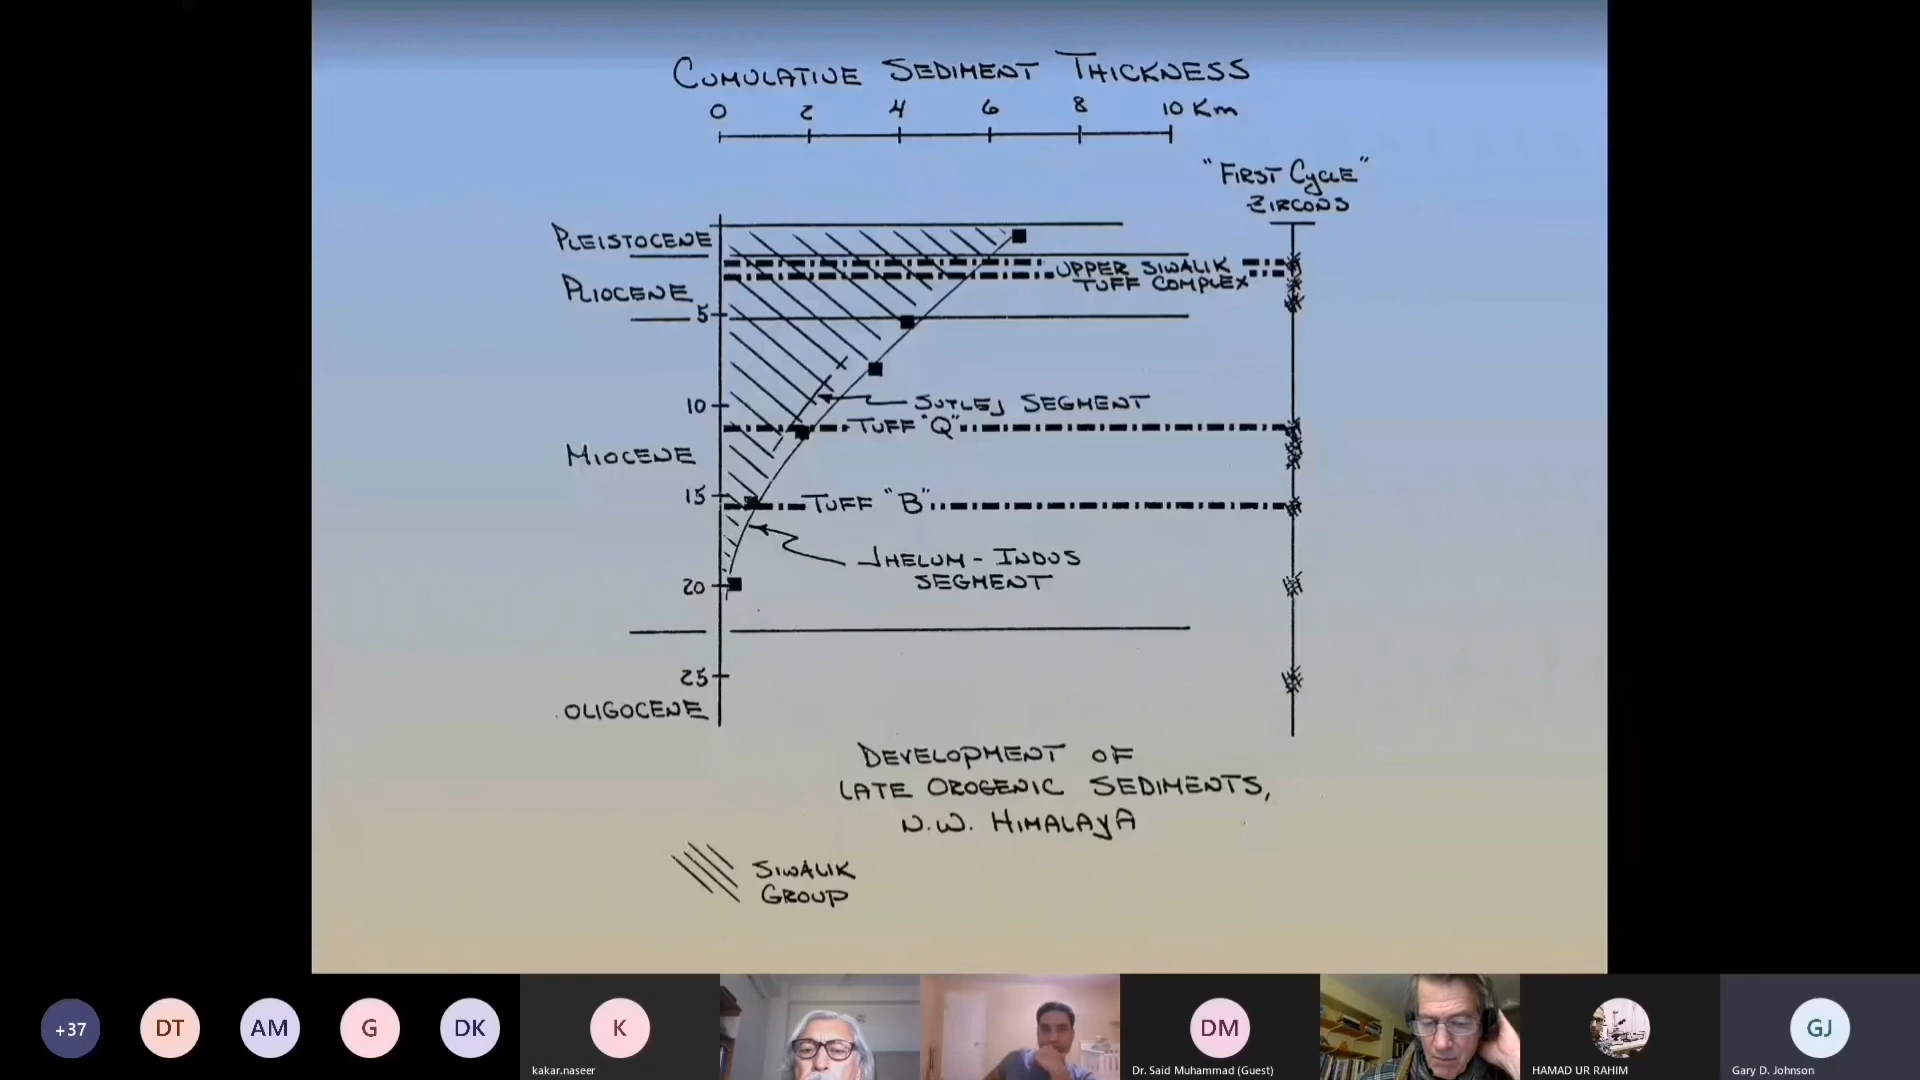 CUMULATIVE SEDIMENT THICKNESS
0 2 4 6 8 10 Km
"FIRST CYCLE"
ZIRCONS
PLEISTOCENE
UPPER SIWALIK
TUFF COMPLEX
PLIOCENE
5
10
SUTLEJ SEGMENT
TUFF "Q"
MIOCENE
15
TUFF "B"
JHELUM - INDUS
SEGMENT
20
25
OLIGOCENE
DEVELOPMENT OF
LATE OROGENIC SEDIMENTS,
N.W. HIMALAYA
SIWALIK
GROUP
+37
DT
AM
G
DK
K
kakar.naseer
DM
Dr. Said Muhammad (Guest)
HAMAD UR RAHIM
GJ
Gary D. Johnson